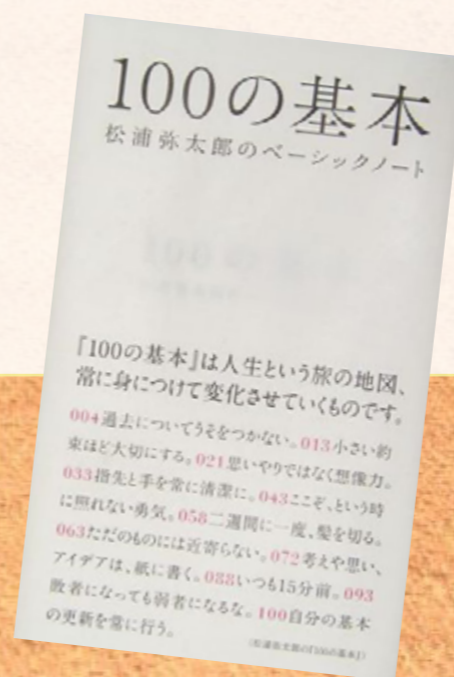 100の基本
松浦弥太郎のベーシックノート
『100の基本』は人生という旅の地図、
常に身につけて変化させていくものです。
004過去についてうそをつかない。013小さい約
束ほど大切にする。021思いやりではなく想像力。
033指先と手を常に清潔に。043ここぞ、という時
に照れない勇気。058二週間に一度、髪を切る。
063ただのものには近寄らない。072考えや思い、
アイデアは、紙に書く。088いつも15分前。093
敗者になっても弱者になるな。100自分の基本
の更新を常に行う。
(松浦弥太郎の『100の基本』)